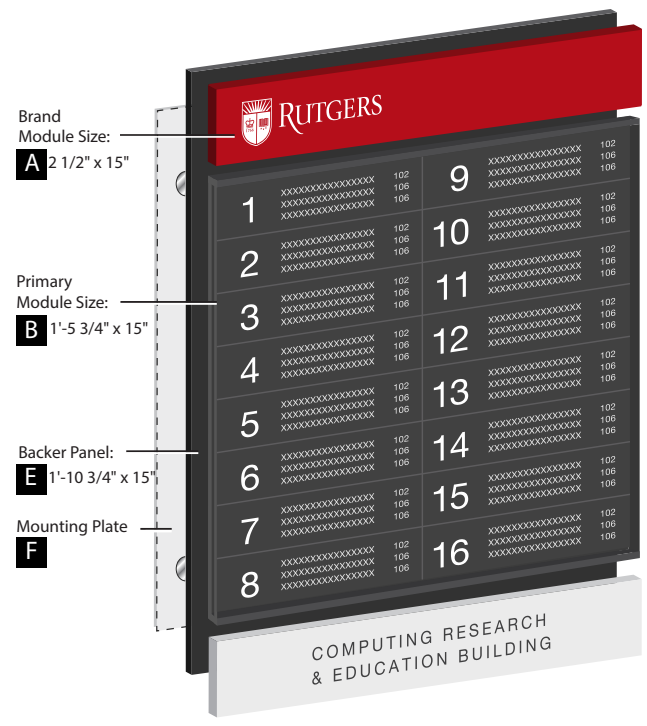 RUTGERS
Brand
Module Size:
A 2 1/2" x 15"
Primary
Module Size:
B 1'-5 3/4" x 15"
Backer Panel:
E 1'-10 3/4" x 15"
Mounting Plate
F
1
XXXXXXXXXXXXXXXX 102
XXXXXXXXXXXXXXXX 106
XXXXXXXXXXXXXXXX 106
2
XXXXXXXXXXXXXXXX 102
XXXXXXXXXXXXXXXX 106
XXXXXXXXXXXXXXXX 106
3
XXXXXXXXXXXXXXXX 102
XXXXXXXXXXXXXXXX 106
XXXXXXXXXXXXXXXX 106
4
XXXXXXXXXXXXXXXX 102
XXXXXXXXXXXXXXXX 106
XXXXXXXXXXXXXXXX 106
5
XXXXXXXXXXXXXXXX 102
XXXXXXXXXXXXXXXX 106
XXXXXXXXXXXXXXXX 106
6
XXXXXXXXXXXXXXXX 102
XXXXXXXXXXXXXXXX 106
XXXXXXXXXXXXXXXX 106
7
XXXXXXXXXXXXXXXX 102
XXXXXXXXXXXXXXXX 106
XXXXXXXXXXXXXXXX 106
8
XXXXXXXXXXXXXXXX 102
XXXXXXXXXXXXXXXX 106
XXXXXXXXXXXXXXXX 106
9
XXXXXXXXXXXXXXXX 102
XXXXXXXXXXXXXXXX 106
XXXXXXXXXXXXXXXX 106
10
XXXXXXXXXXXXXXXX 102
XXXXXXXXXXXXXXXX 106
XXXXXXXXXXXXXXXX 106
11
XXXXXXXXXXXXXXXX 102
XXXXXXXXXXXXXXXX 106
XXXXXXXXXXXXXXXX 106
12
XXXXXXXXXXXXXXXX 102
XXXXXXXXXXXXXXXX 106
XXXXXXXXXXXXXXXX 106
13
XXXXXXXXXXXXXXXX 102
XXXXXXXXXXXXXXXX 106
XXXXXXXXXXXXXXXX 106
14
XXXXXXXXXXXXXXXX 102
XXXXXXXXXXXXXXXX 106
XXXXXXXXXXXXXXXX 106
15
XXXXXXXXXXXXXXXX 102
XXXXXXXXXXXXXXXX 106
XXXXXXXXXXXXXXXX 106
16
XXXXXXXXXXXXXXXX 102
XXXXXXXXXXXXXXXX 106
XXXXXXXXXXXXXXXX 106
COMPUTING RESEARCH
& EDUCATION BUILDING